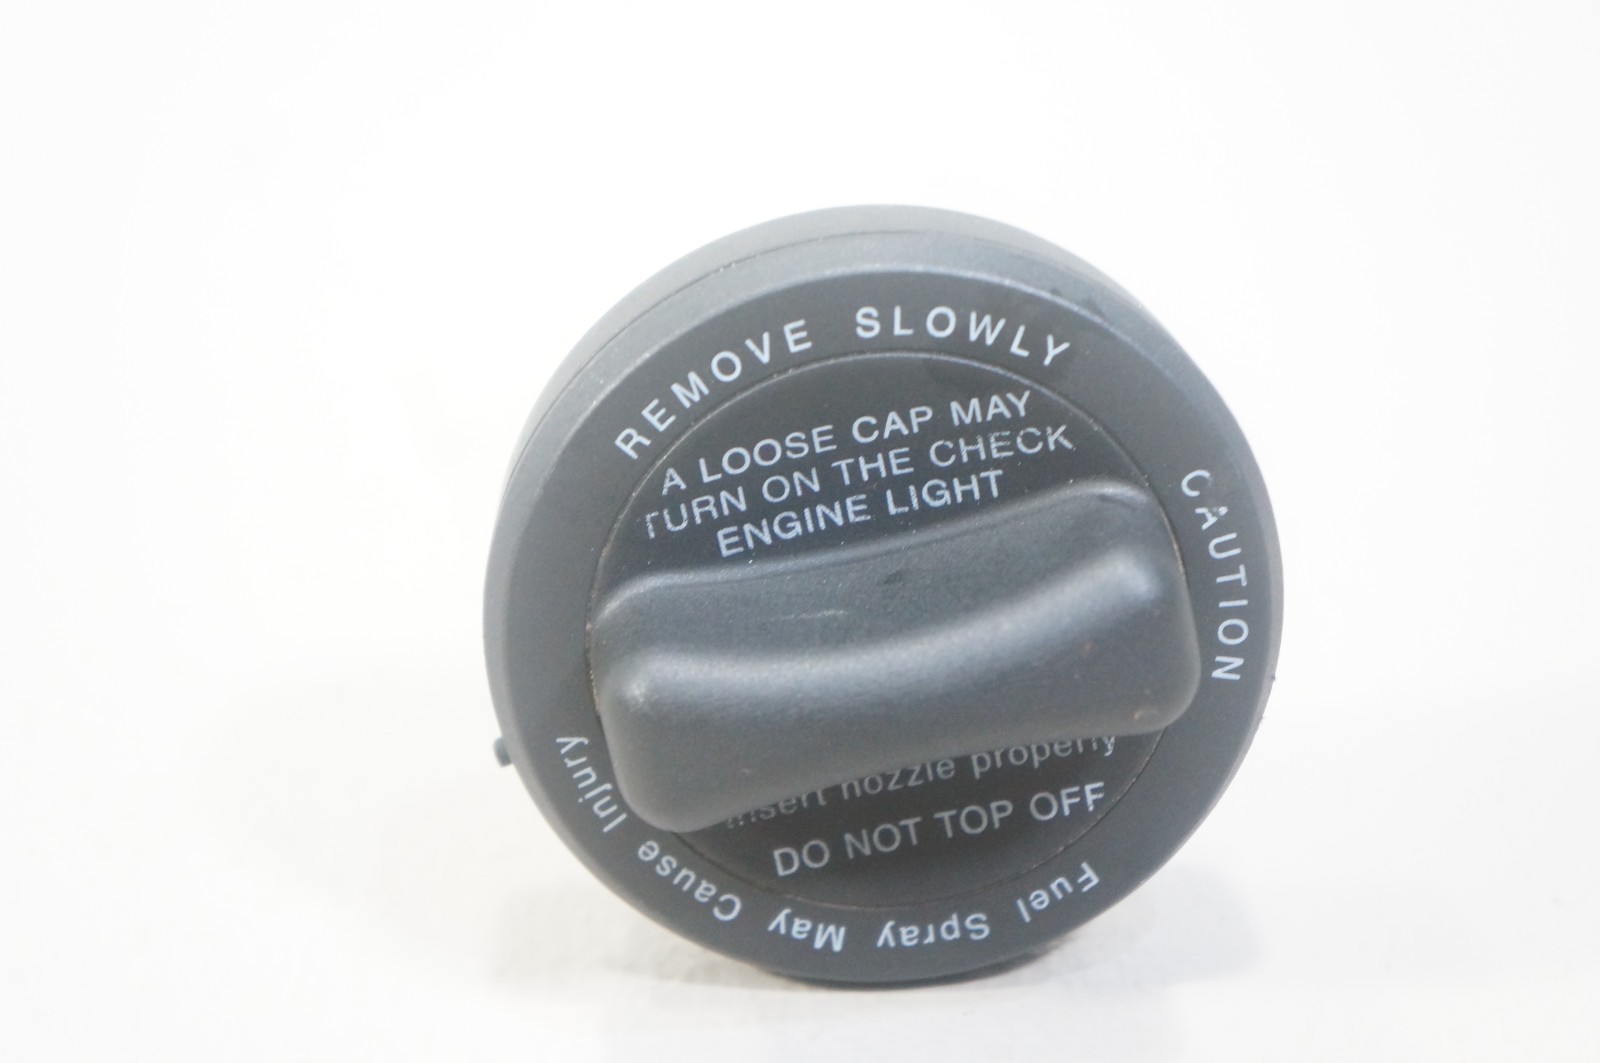 REMOVE SLOWLY
CAUTION
Fuel Spray May Cause Injury
A LOOSE CAP MAY
TURN ON THE CHECK
ENGINE LIGHT
Insert nozzle properly
DO NOT TOP OFF